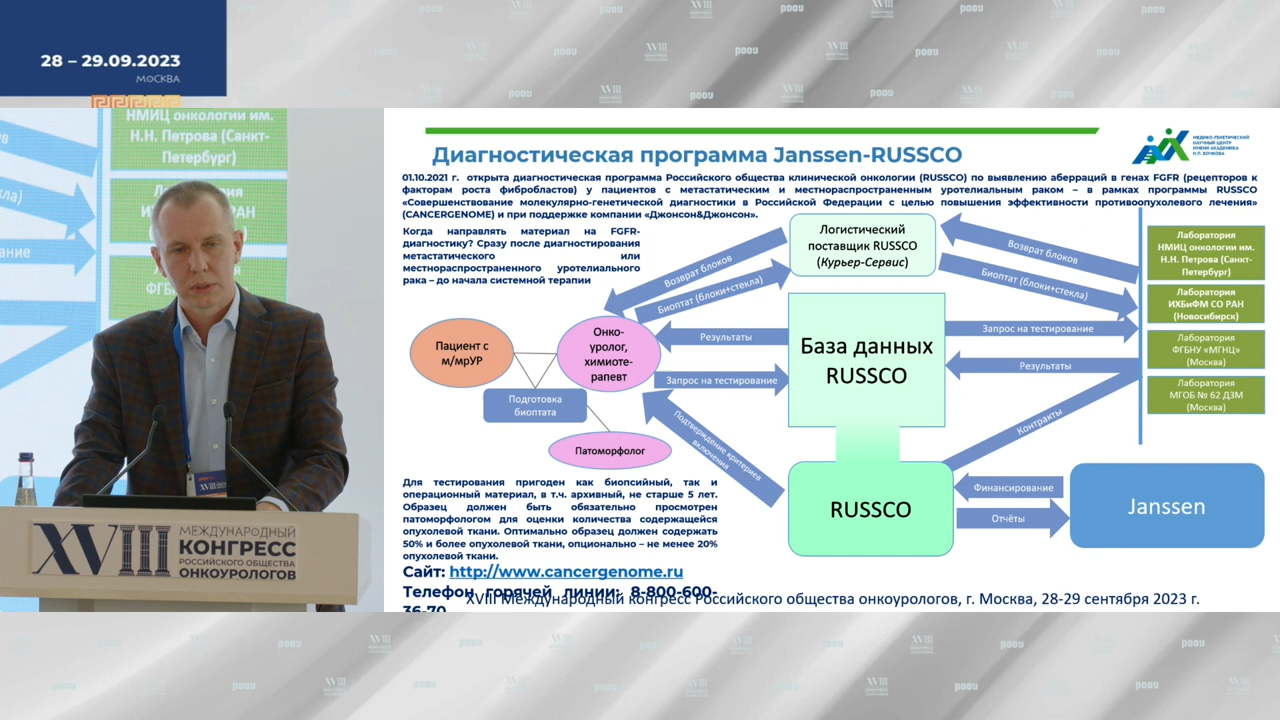 28 – 29.09.2023
МОСКВА
НМИЦ онкологии им.
Н.Н. Петрова (Санкт-
Петербург)
XVIII
МЕЖДУНАРОДНЫЙ
КОНГРЕСС
РОССИЙСКОГО ОБЩЕСТВА
ОНКОУРОЛОГОВ
Диагностическая программа Janssen-RUSSCO
МЕДИКО-ГЕНЕТИЧЕСКИЙ
НАУЧНЫЙ ЦЕНТР
ИМЕНИ АКАДЕМИКА
Н.П. БОЧКОВА
01.10.2021 г. открыта диагностическая программа Российского общества клинической онкологии (RUSSCO) по выявлению аберраций в генах FGFR (рецепторов к
факторам роста фибробластов) у пациентов с метастатическим и местнораспространенным уротелиальным раком – в рамках программы RUSSCO
«Совершенствование молекулярно-генетической диагностики в Российской Федерации с целью повышения эффективности противоопухолевого лечения»
(CANCERGENOME) и при поддержке компании «Джонсон&Джонсон».
Когда направлять материал на FGFR-
диагностику? Сразу после диагностирования
метастатического или
местнораспространенного уротелиального
рака – до начала системной терапии
Возврат блоков
Биоптат (блоки+стекла)
Логистический
поставщик RUSSCO
(Курьер-Сервис)
Возврат блоков
Биоптат (блоки+стекла)
Лаборатория
НМИЦ онкологии им.
Н.Н. Петрова (Санкт-
Петербург)
Лаборатория
ИХБиФМ СО РАН
(Новосибирск)
Лаборатория
ФГБНУ «МГНЦ»
(Москва)
Лаборатория
МГОБ № 62 ДЗМ
(Москва)
Пациент с
м/мрУР
Онко-
уролог,
химиоте-
рапевт
Результаты
Запрос на тестирование
База данных
RUSSCO
Запрос на тестирование
Результаты
Подготовка
биоптата
Патоморфолог
Подтверждение критериев
включения
Контракты
RUSSCO
Финансирование
Отчёты
Janssen
Для тестирования пригоден как биопсийный, так и
операционный материал, в т.ч. архивный, не старше 5 лет.
Образец должен быть обязательно просмотрен
патоморфологом для оценки количества содержащейся
опухолевой ткани. Оптимально образец должен содержать
50% и более опухолевой ткани, опционально – не менее 20%
опухолевой ткани.
Сайт: http://www.cancergenome.ru
Телефон горячей линии: 8-800-600-
36-70
XVIII Международный конгресс Российского общества онкоурологов, г. Москва, 28-29 сентября 2023 г.